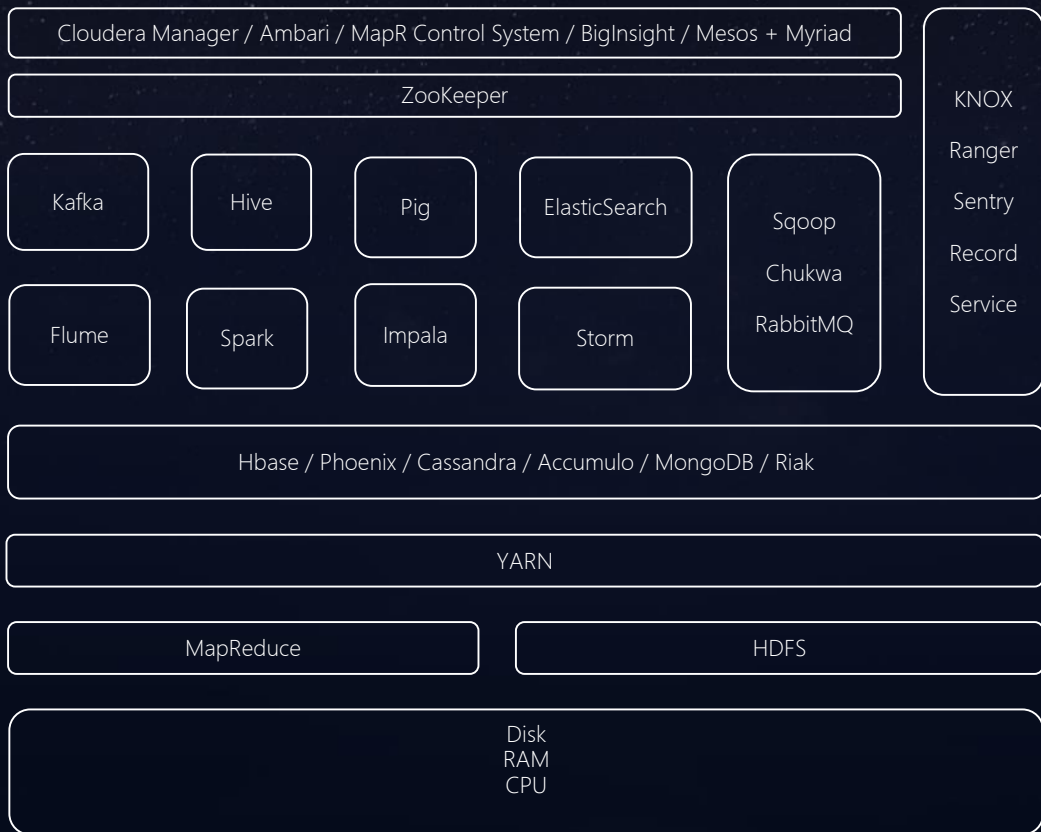 Cloudera Manager / Ambari / MapR Control System / BigInsight / Mesos + Myriad
ZooKeeper
KNOX
Ranger
Sentry
Record
Service
Kafka
Hive
Pig
ElasticSearch
Sqoop
Chukwa
RabbitMQ
Flume
Spark
Impala
Storm
Hbase / Phoenix / Cassandra / Accumulo / MongoDB / Riak
YARN
MapReduce
HDFS
Disk
RAM
CPU